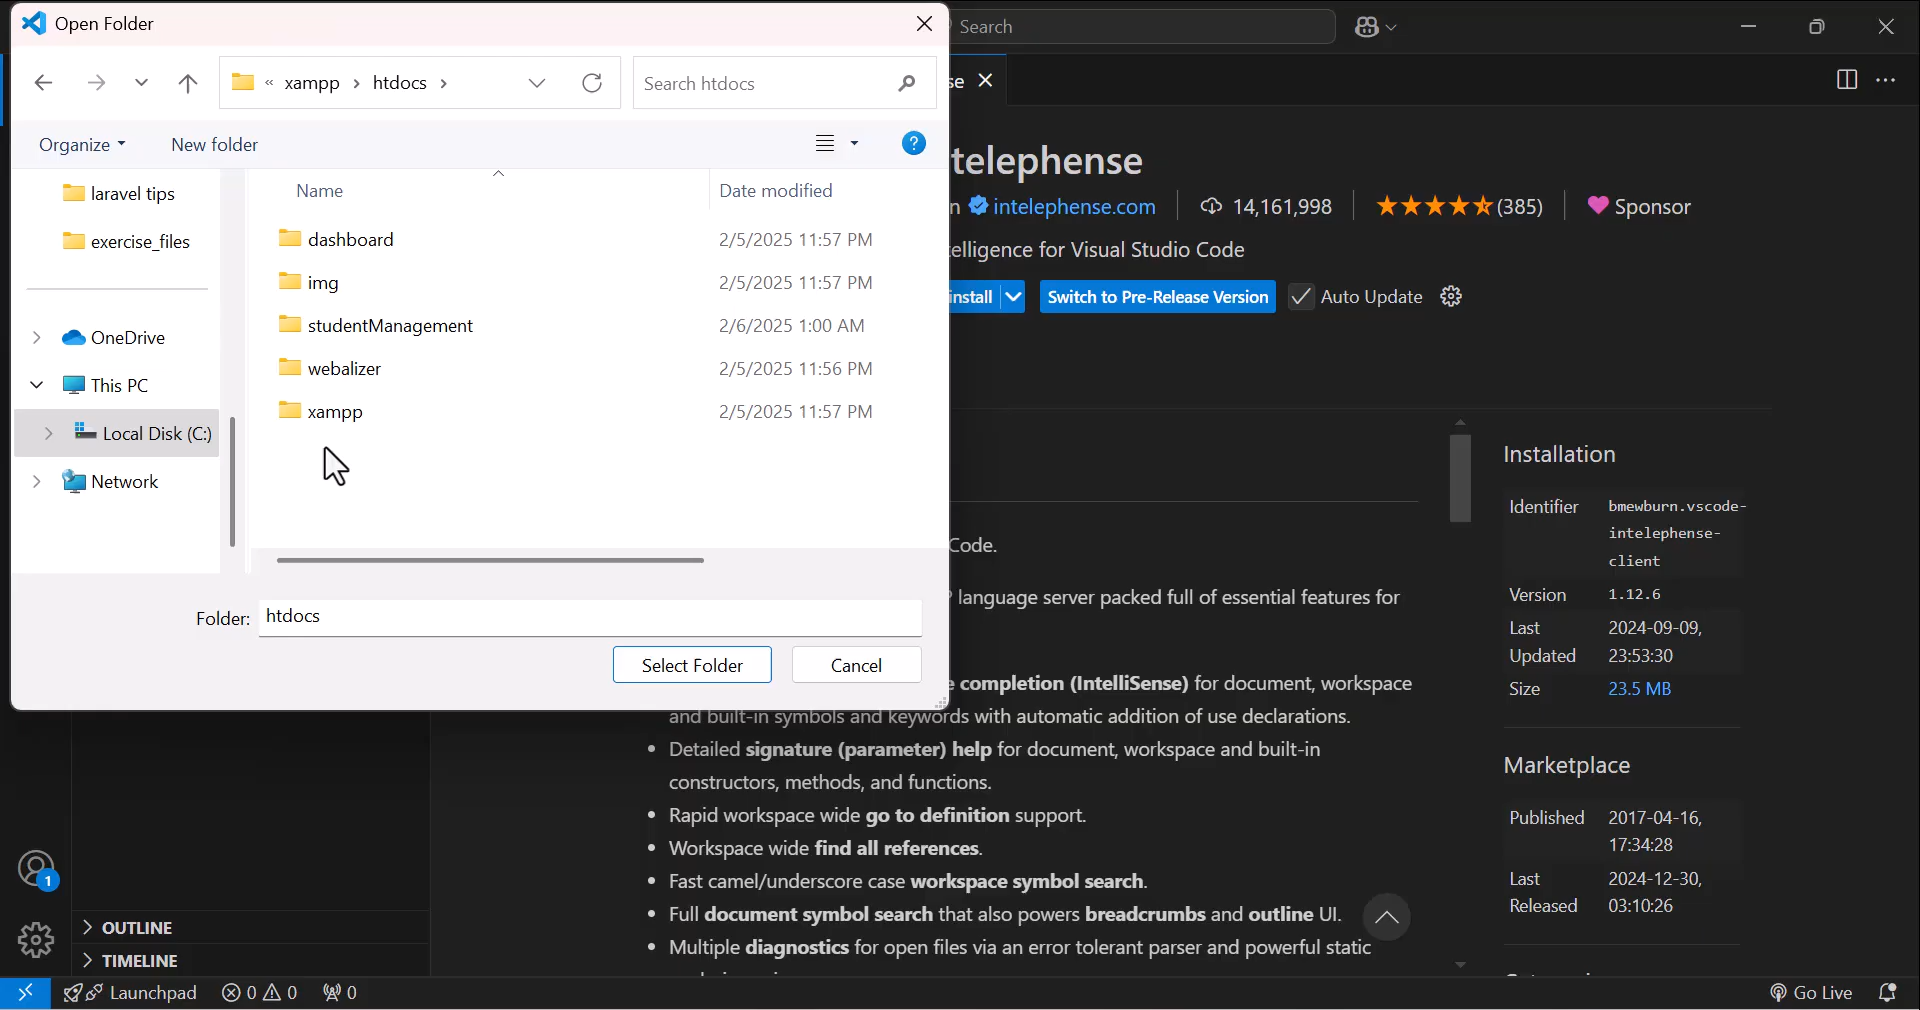 Open Folder
Search
« xampp › htdocs ›
Search htdocs
se
Organize
New folder
?
Name
Date modified
laravel tips
exercise_files
OneDrive
This PC
Local Disk (C:)
Network
dashboard 2/5/2025 11:57 PM
img 2/5/2025 11:57 PM
studentManagement 2/6/2025 1:00 AM
webalizer 2/5/2025 11:56 PM
xampp 2/5/2025 11:57 PM
Folder: htdocs
Select Folder
Cancel
telephense
n intelephense.com 14,161,998 (385) Sponsor
elligence for Visual Studio Code
nstall
Switch to Pre-Release Version
Auto Update
Code.
language server packed full of essential features for
e completion (IntelliSense) for document, workspace
and built-in symbols and keywords with automatic addition of use declarations.
• Detailed signature (parameter) help for document, workspace and built-in
constructors, methods, and functions.
• Rapid workspace wide go to definition support.
• Workspace wide find all references.
• Fast camel/underscore case workspace symbol search.
• Full document symbol search that also powers breadcrumbs and outline UI.
• Multiple diagnostics for open files via an error tolerant parser and powerful static
Installation
Identifier bmewburn.vscode-
intelephense-
client
Version 1.12.6
Last 2024-09-09,
Updated 23:53:30
Size 23.5 MB
Marketplace
Published 2017-04-16,
17:34:28
Last 2024-12-30,
Released 03:10:26
1
OUTLINE
TIMELINE
Launchpad 0 0 0
Go Live